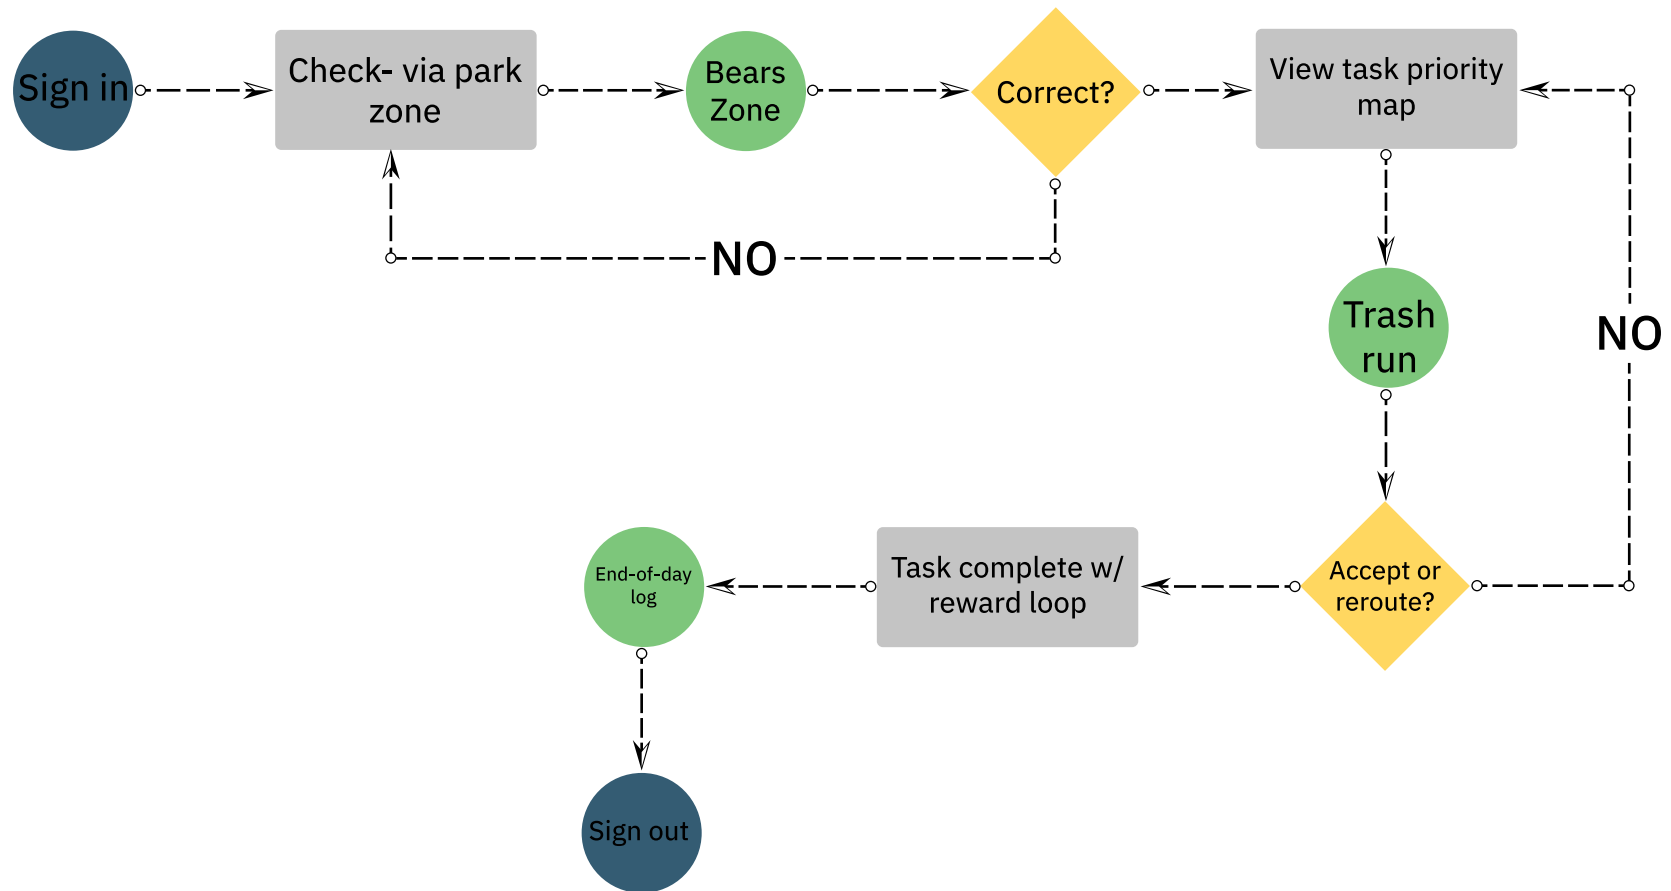 Sign in
Check- via park
zone
Bears
Zone
Correct?
View task priority
map
NO
Trash
run
NO
Accept or
reroute?
Task complete w/
reward loop
End-of-day
log
Sign out